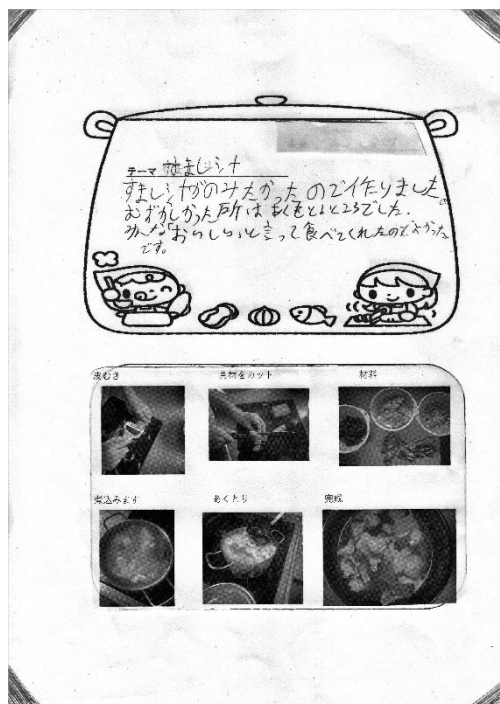 テーマ すまし汁
すまし汁がのみたかったので作りました。
むずかしかった所はあくをとるところでした。
みんな「おいしい」と言って食べてくれたのでよかった
です。
皮むき
具材をカット
材料
煮込みます
あくとり
完成